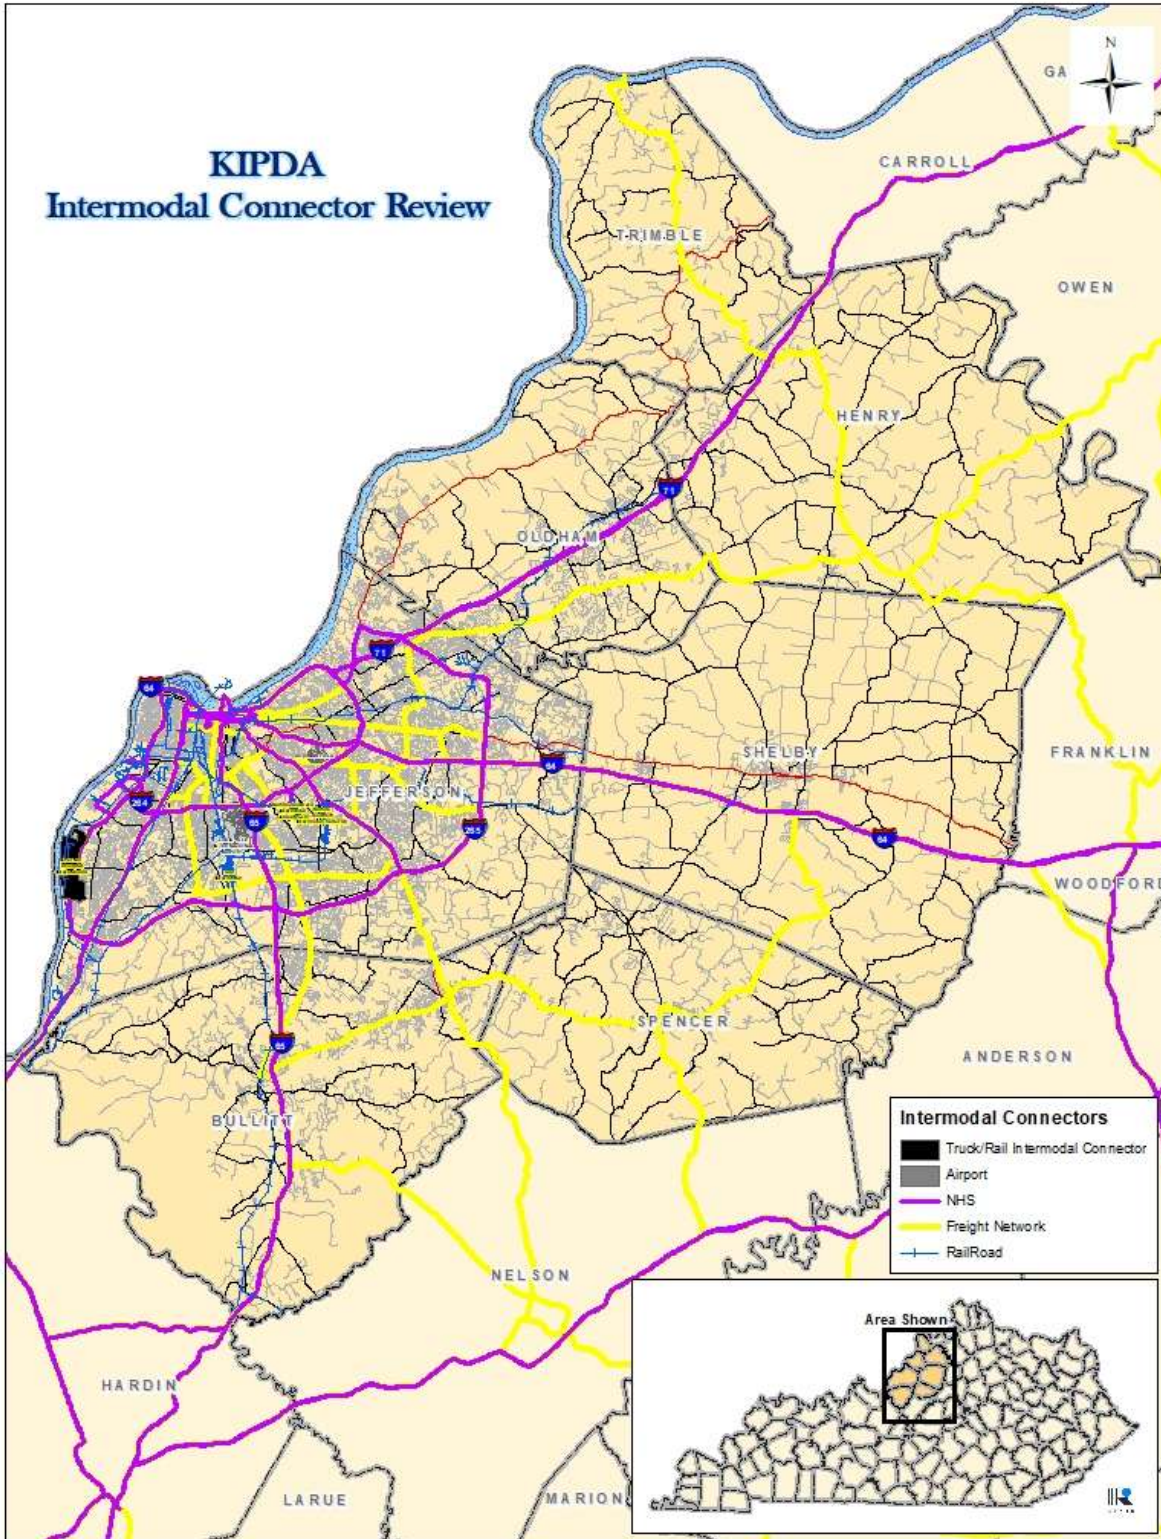 KIPDA
Intermodal Connector Review
N
GA
CARROLL
TRIMBLE
OWEN
HENRY
71
OLDHAM
71
64
SHELBY
FRANKLIN
64
JEFFERSON
264
65
265
64
WOODFORD
SPENCER
65
ANDERSON
BULLITT
Intermodal Connectors
Truck/Rail Intermodal Connector
Airport
NHS
Freight Network
RailRoad
NELSON
Area Shown
HARDIN
LARUE
MARION